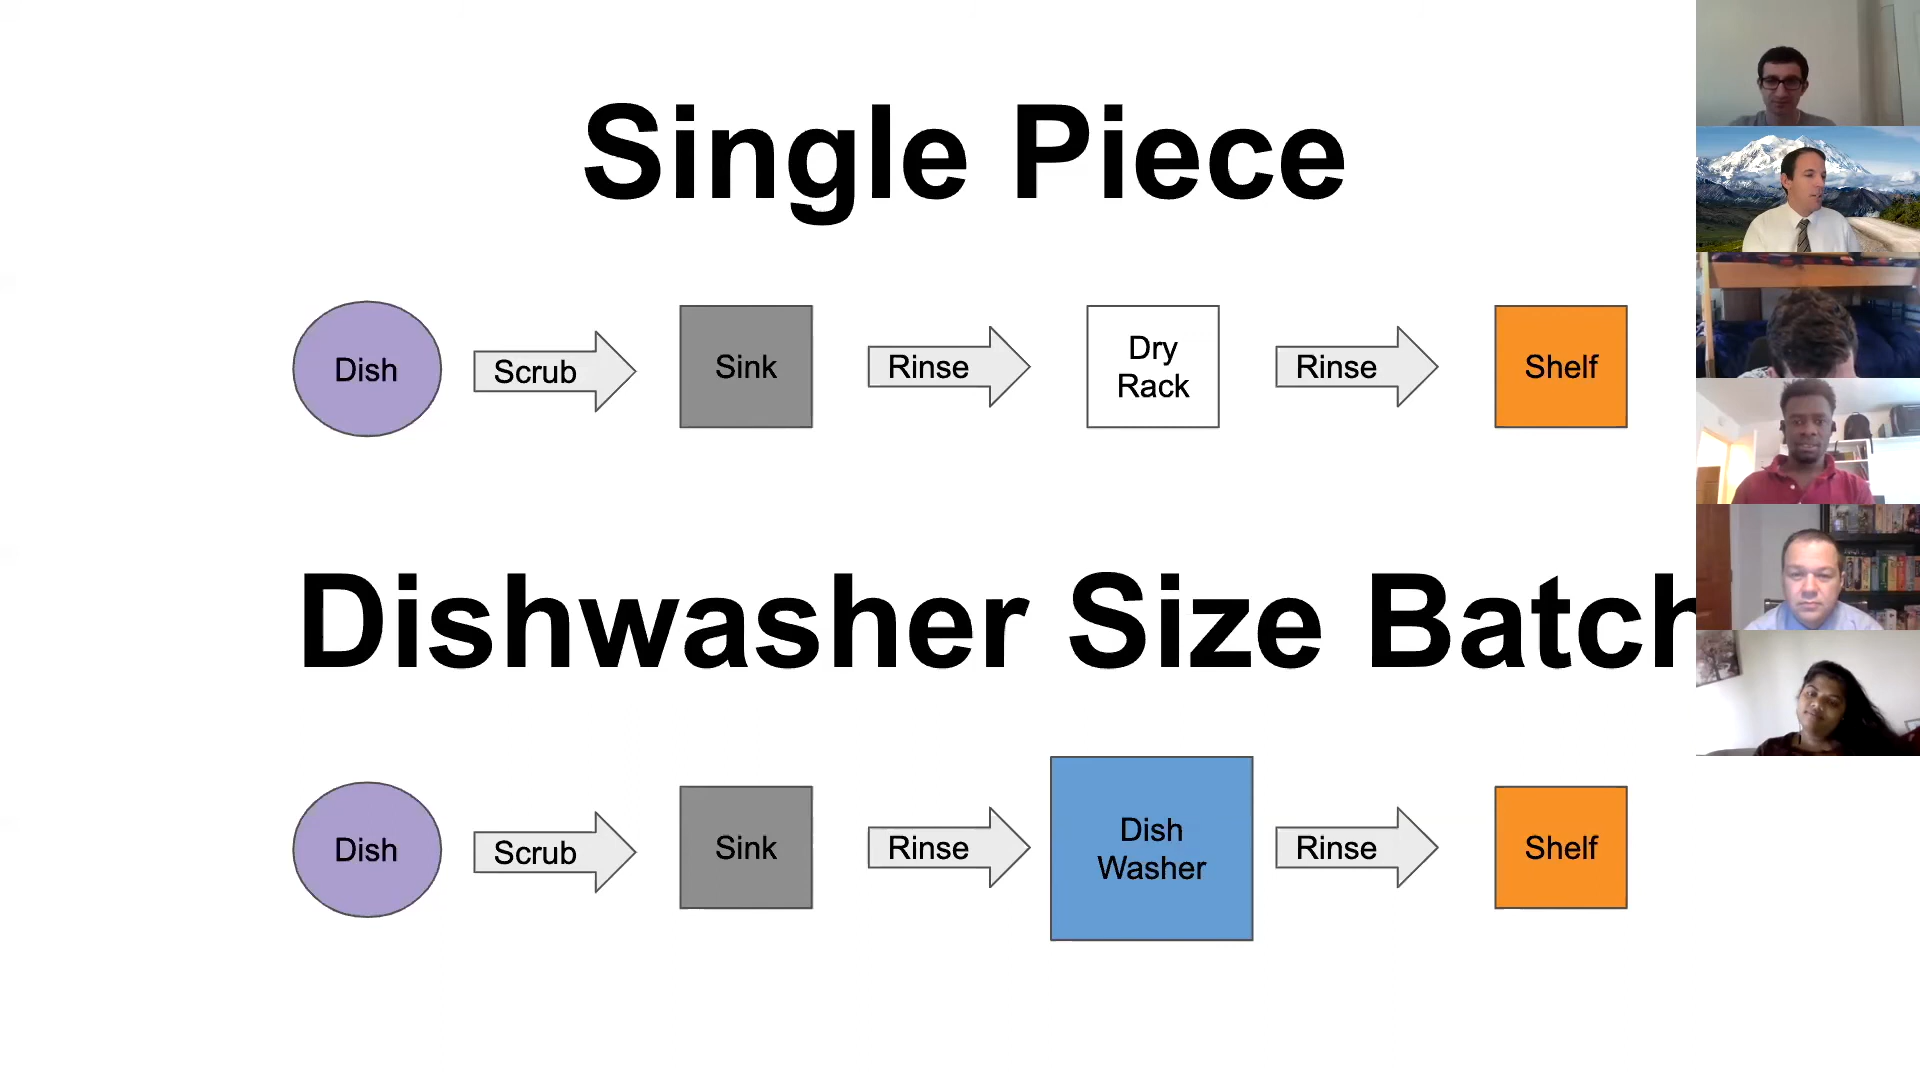 Single Piece
Dish
Scrub
Sink
Rinse
Dry
Rack
Rinse
Shelf
Dishwasher Size Batch
Dish
Scrub
Sink
Rinse
Dish
Washer
Rinse
Shelf